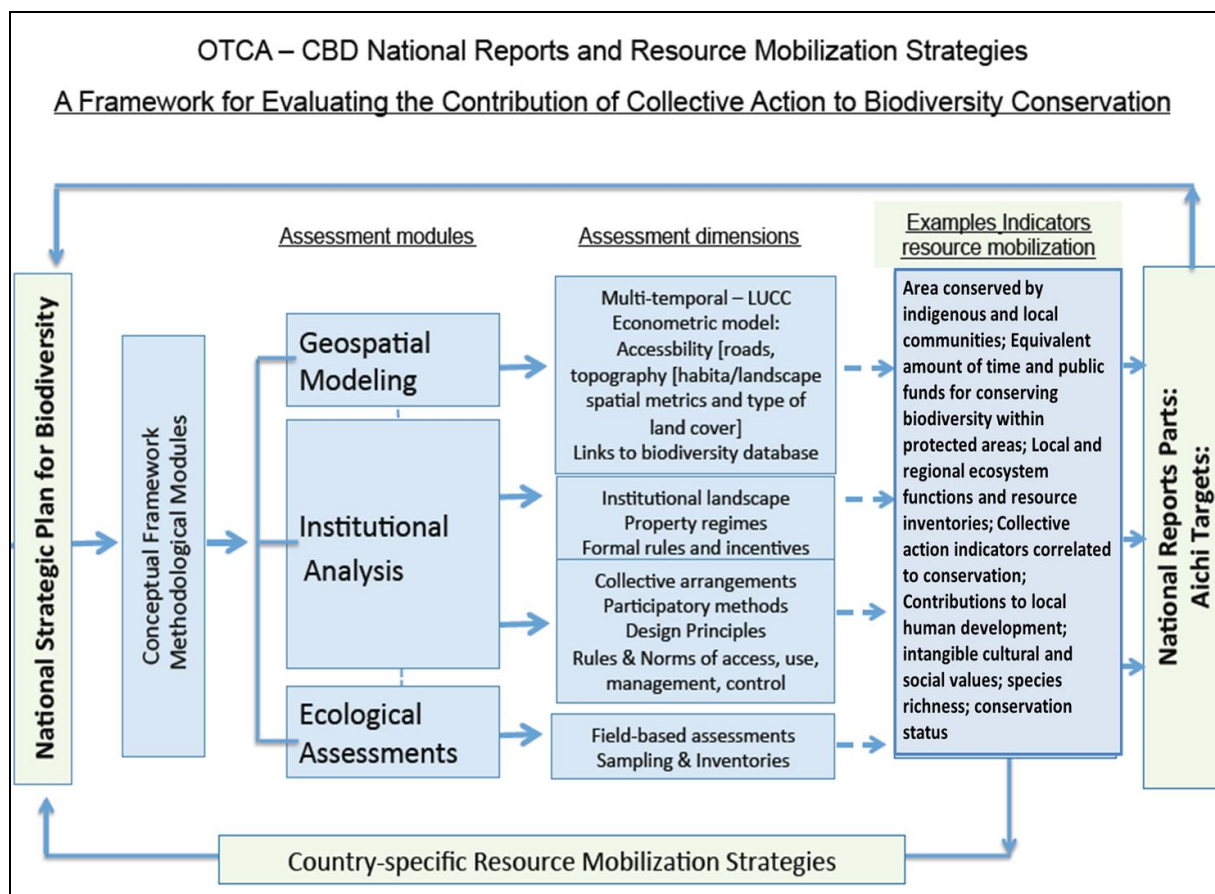 OTCA – CBD National Reports and Resource Mobilization Strategies
A Framework for Evaluating the Contribution of Collective Action to Biodiversity Conservation
Assessment modules
Assessment dimensions
Examples Indicators
resource mobilization
National Strategic Plan for Biodiversity
Conceptual Framework
Methodological Modules
Geospatial
Modeling
Institutional
Analysis
Ecological
Assessments
Multi-temporal – LUCC
Econometric model:
Accessbility [roads,
topography [habita/landscape
spatial metrics and type of
land cover]
Links to biodiversity database
Institutional landscape
Property regimes
Formal rules and incentives
Collective arrangements
Participatory methods
Design Principles
Rules & Norms of access, use,
management, control
Field-based assessments
Sampling & Inventories
Area conserved by
indigenous and local
communities; Equivalent
amount of time and public
funds for conserving
biodiversity within
protected areas; Local and
regional ecosystem
functions and resource
inventories; Collective
action indicators correlated
to conservation;
Contributions to local
human development;
intangible cultural and
social values; species
richness; conservation
status
National Reports Parts:
Aichi Targets:
Country-specific Resource Mobilization Strategies